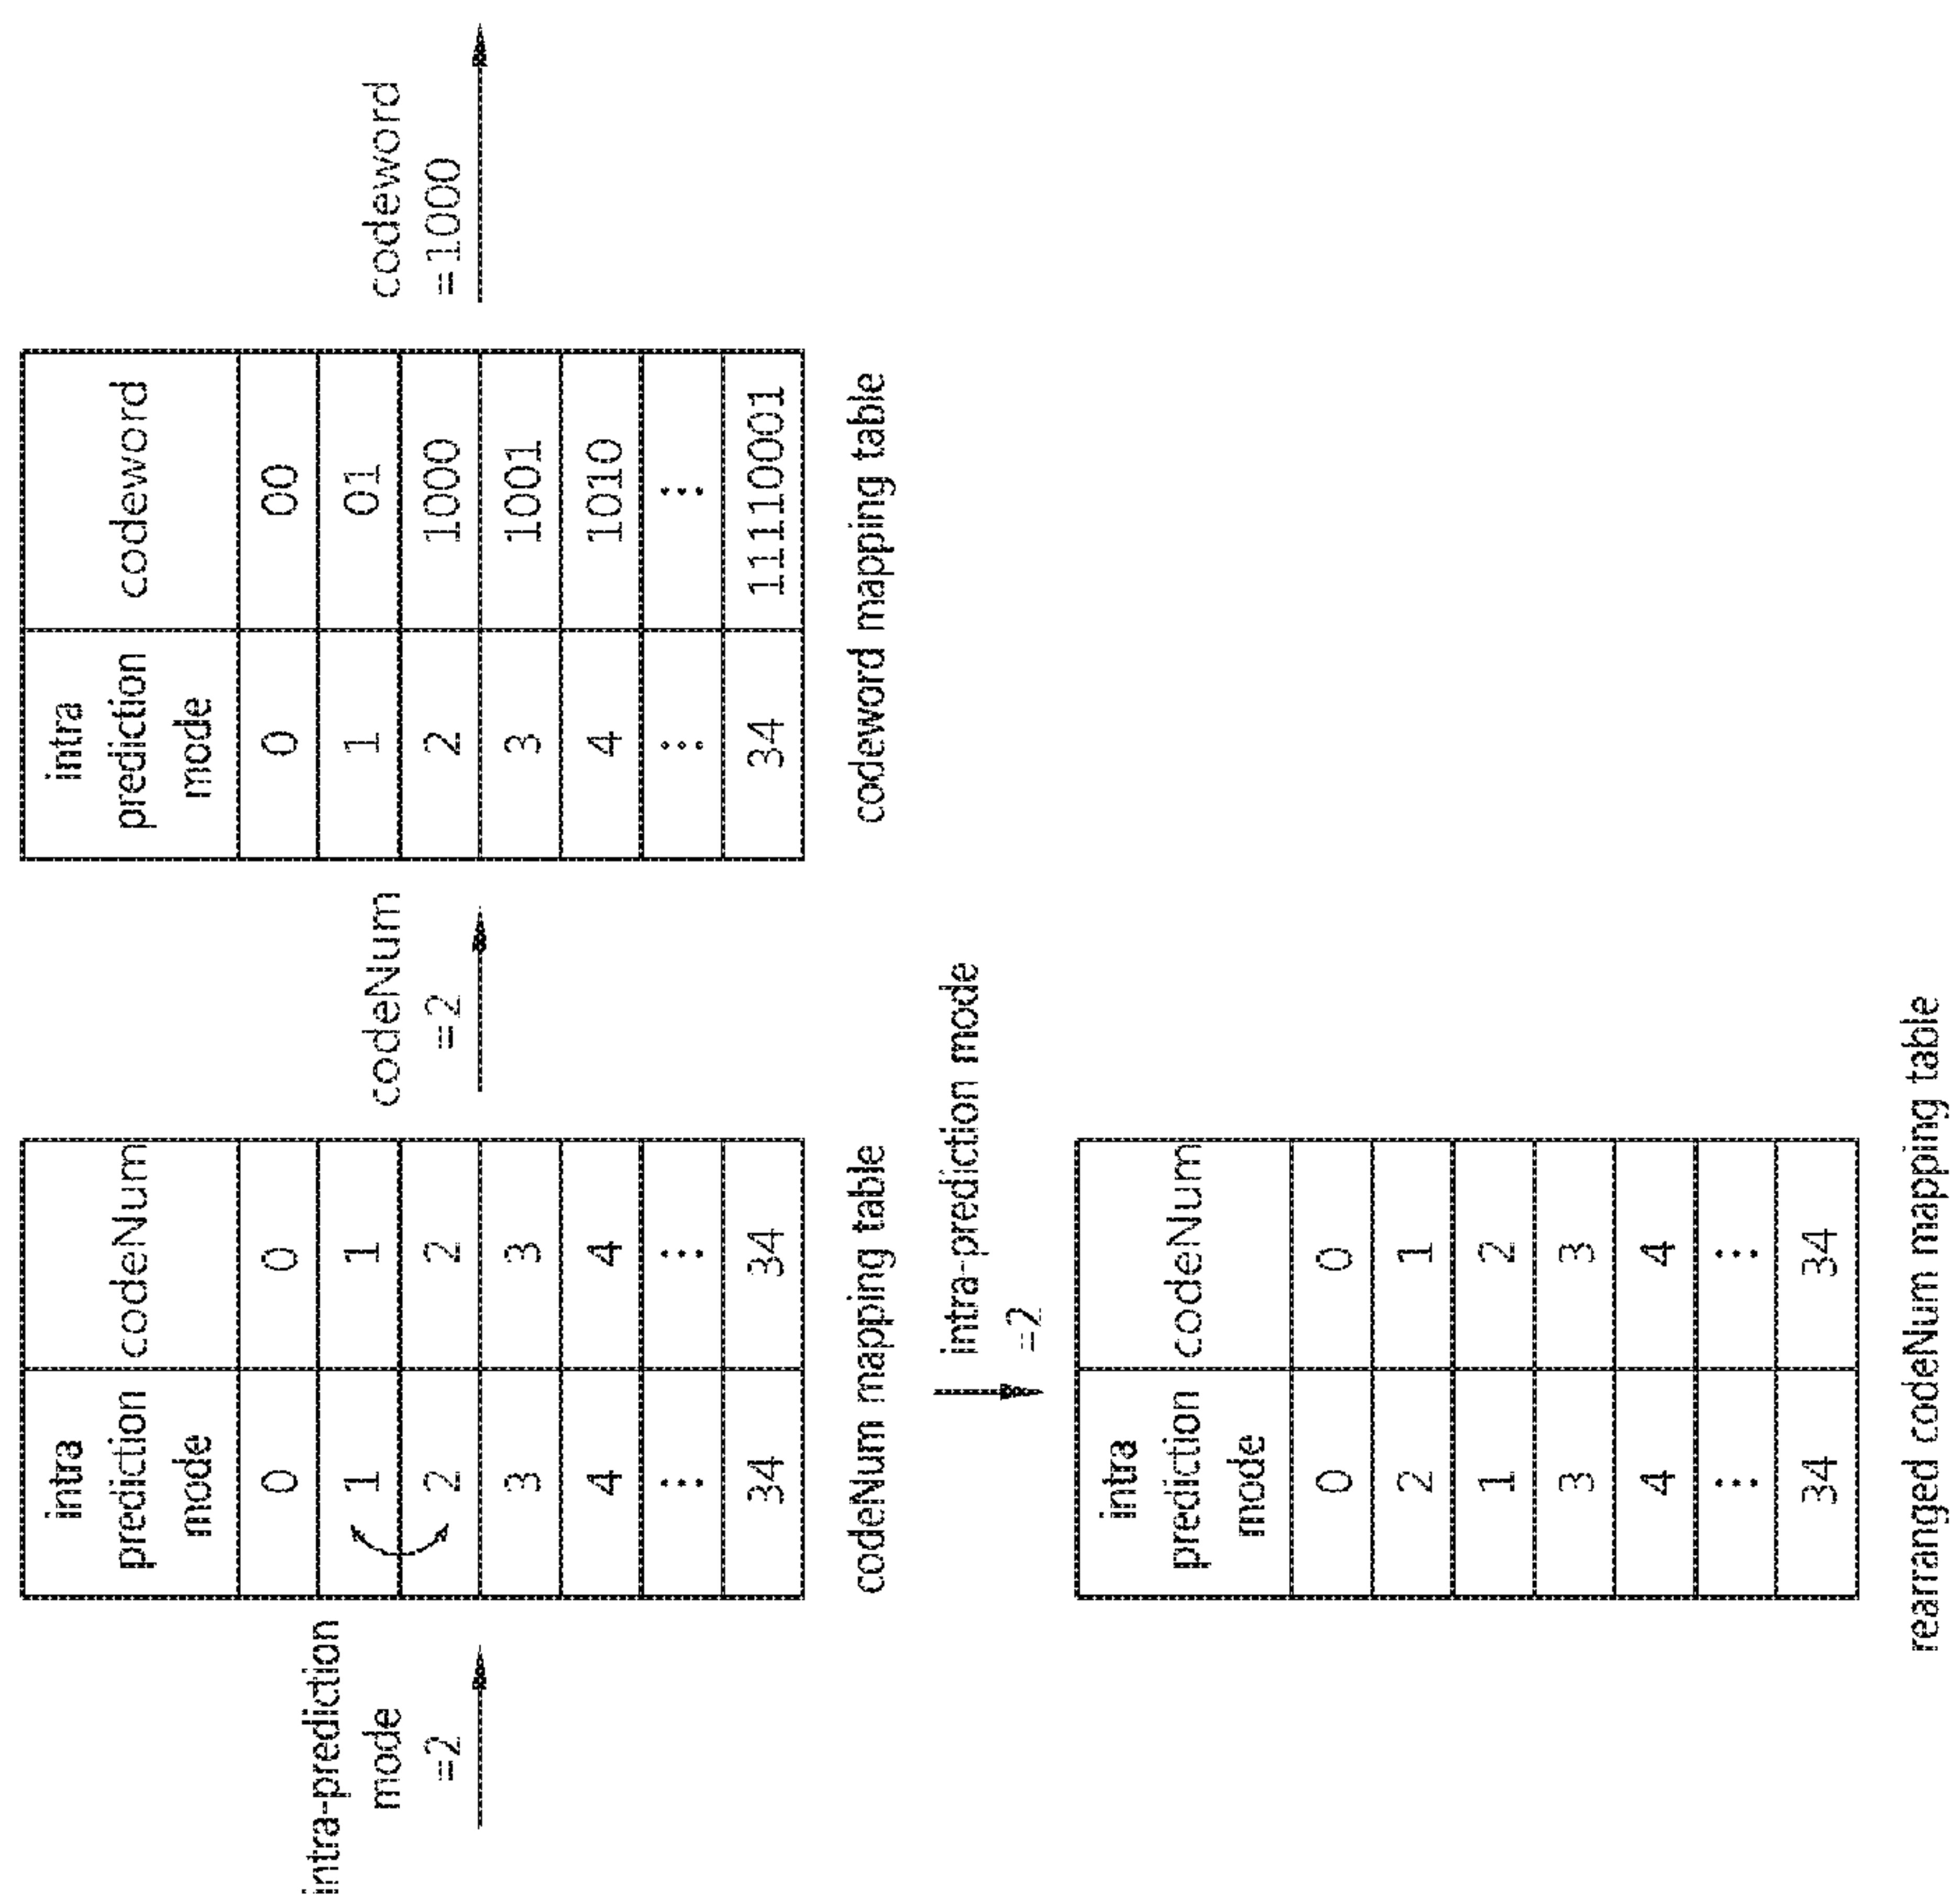 intra-prediction
mode
=2
intra
prediction
mode
codeNum
0 0
1 1
2 2
3 3
4 4
⋮ ⋮
34 34
codeNum mapping table
codeNum
=2
intra
prediction
mode
codeword
0 00
1 01
2 1000
3 1001
4 1010
⋮ ⋮
34 11110001
codeword mapping table
codeword
=1000
intra-prediction mode
=2
intra
prediction
mode
codeNum
0 0
2 1
1 2
3 3
4 4
⋮ ⋮
34 34
rearranged codeNum mapping table